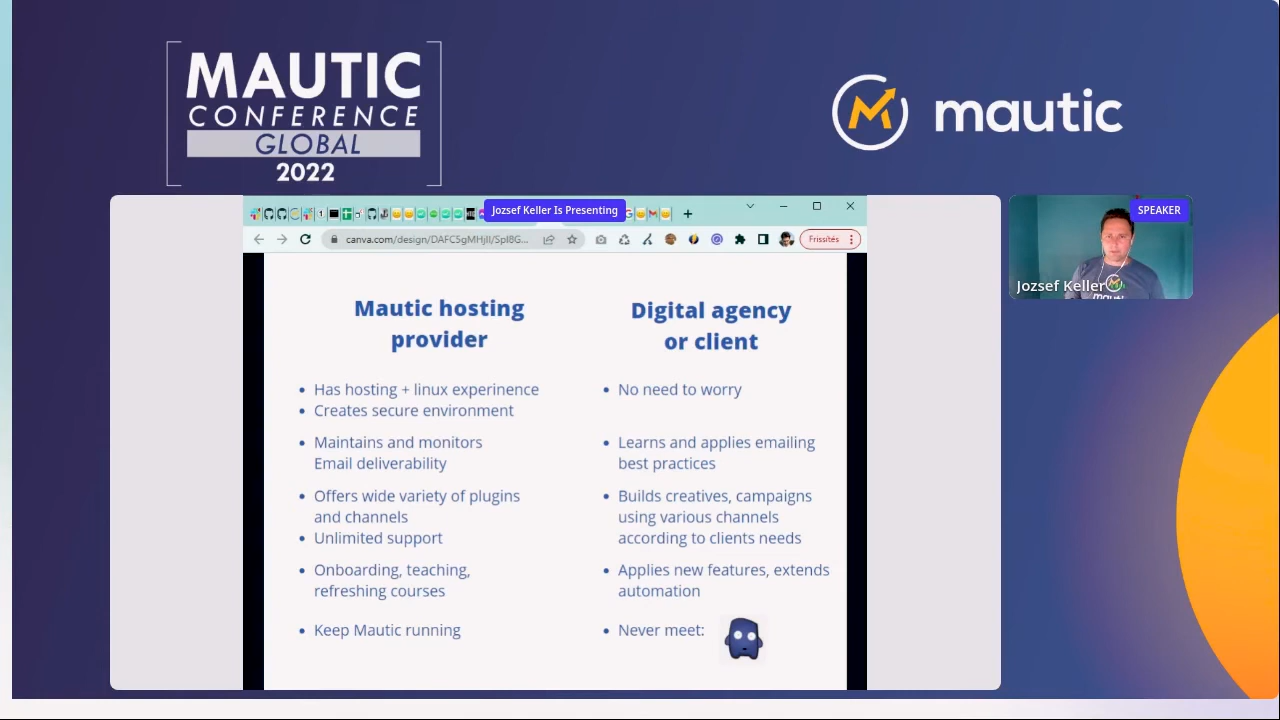 MAUTIC
CONFERENCE
GLOBAL
2022
mautic
Jozsef Keller Is Presenting
canva.com/design/DAFC5gMHjII/SpI8G...
Frissítés
SPEAKER
Jozsef Keller
Mautic hosting
provider
• Has hosting + linux experinence
• Creates secure environment
• Maintains and monitors
Email deliverability
• Offers wide variety of plugins
and channels
• Unlimited support
• Onboarding, teaching,
refreshing courses
• Keep Mautic running
Digital agency
or client
• No need to worry
• Learns and applies emailing
best practices
• Builds creatives, campaigns
using various channels
according to clients needs
• Applies new features, extends
automation
• Never meet: